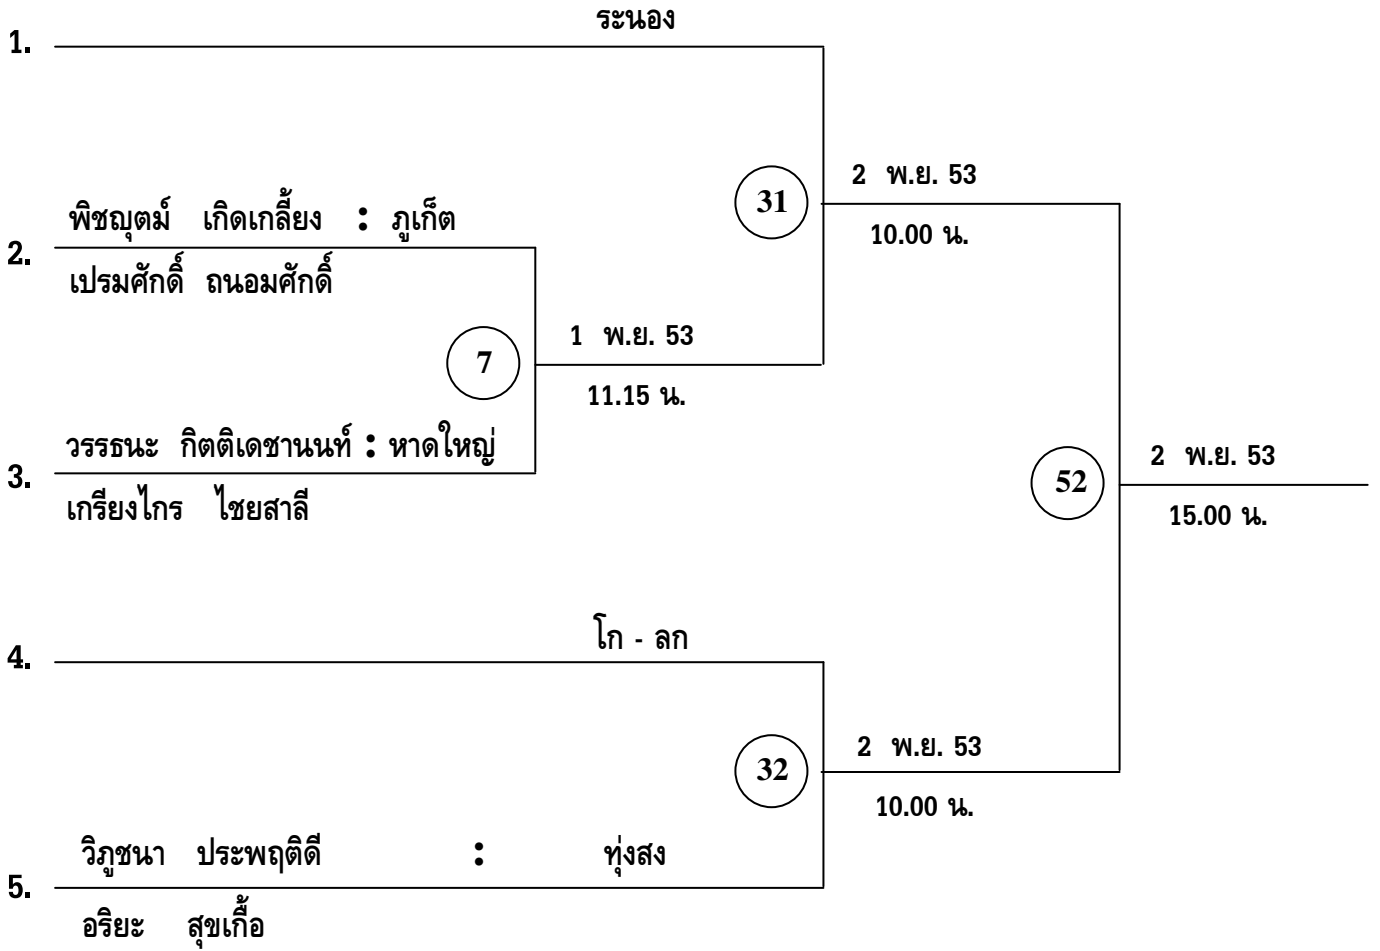 ระนอง
1.
31
2 พ.ย. 53
10.00 น.
พิชญุตม์ เกิดเกลี้ยง : ภูเก็ต
2.
เปรมศักดิ์ ถนอมศักดิ์
7
1 พ.ย. 53
11.15 น.
วรรธนะ กิตติเดชานนท์ : หาดใหญ่
3.
เกรียงไกร ไชยสาลี
52
2 พ.ย. 53
15.00 น.
โก - ลก
4.
32
2 พ.ย. 53
10.00 น.
วิภูชนา ประพฤติดี : ทุ่งสง
5.
อริยะ สุขเกื้อ